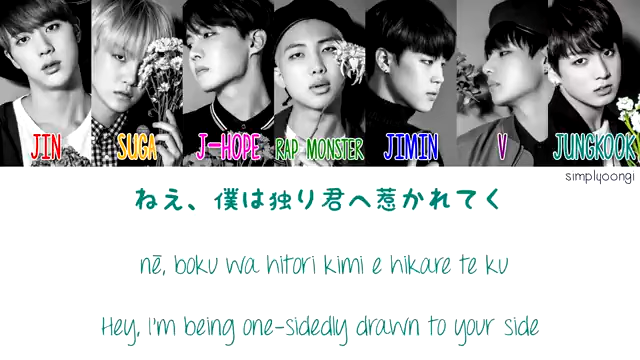 JIN SUGA J-HOPE RAP MONSTER JIMIN V JUNGKOOK
simplyoongi
ねえ、僕は独り君へ惹かれてく
nē, boku wa hitori kimi e hikare te ku
Hey, I'm being one-sidedly drawn to your side